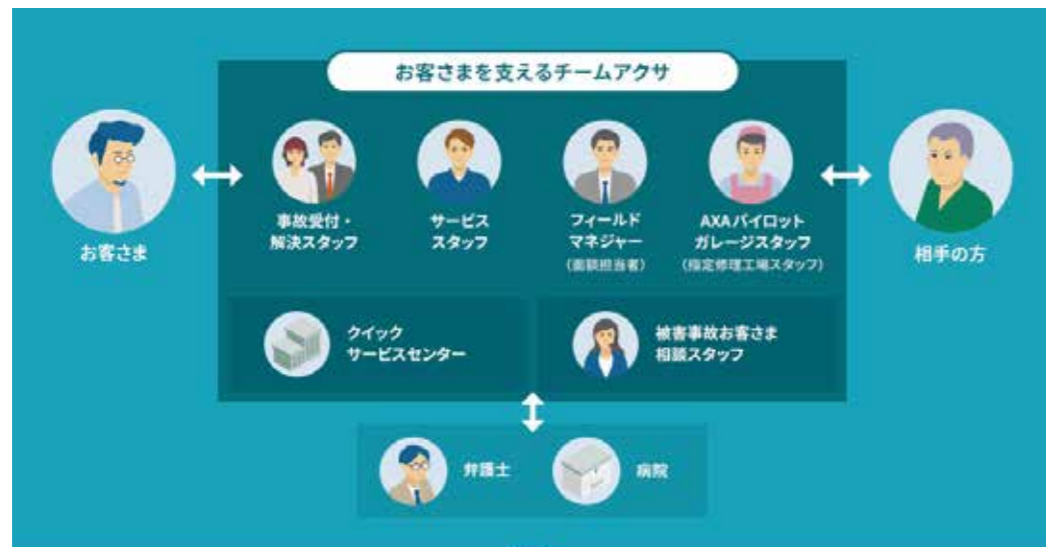 お客さまを支えるチームアクサ
お客さま
事故受付・
解決スタッフ
サービス
スタッフ
フィールド
マネジャー
(面談担当者)
AXAパイロット
ガレージスタッフ
(指定修理工場スタッフ)
相手の方
クイック
サービスセンター
被害事故お客さま
相談スタッフ
弁護士
病院